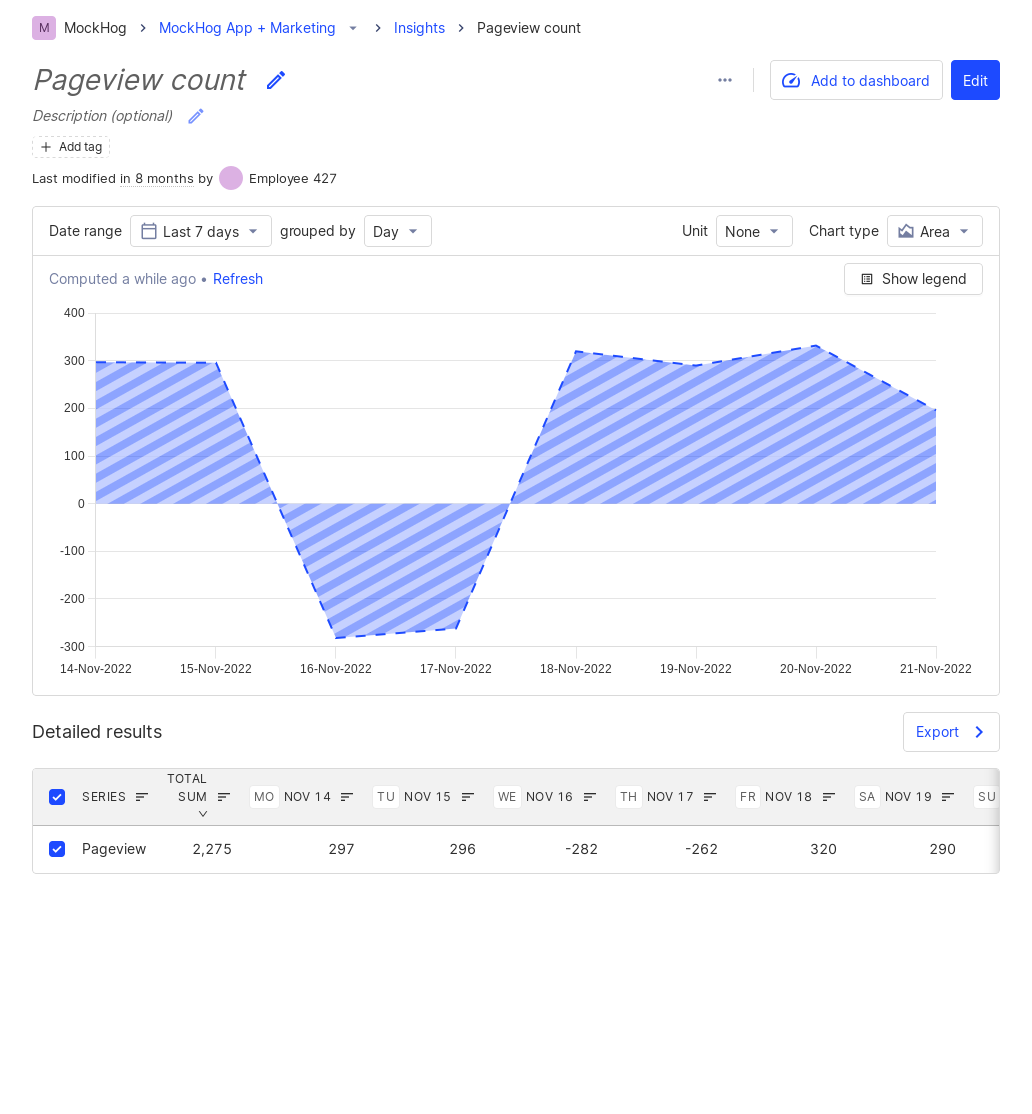 M MockHog MockHog App + Marketing Insights Pageview count
Pageview count
Add to dashboard Edit
Description (optional)
Add tag
Last modified in 8 months by Employee 427
Date range Last 7 days grouped by Day Unit None Chart type Area
Computed a while ago • Refresh Show legend
400
300
200
100
0
-100
-200
-300
14-Nov-2022 15-Nov-2022 16-Nov-2022 17-Nov-2022 18-Nov-2022 19-Nov-2022 20-Nov-2022 21-Nov-2022
Detailed results Export
SERIES TOTAL SUM MO NOV 14 TU NOV 15 WE NOV 16 TH NOV 17 FR NOV 18 SA NOV 19 SU
Pageview 2,275 297 296 -282 -262 320 290